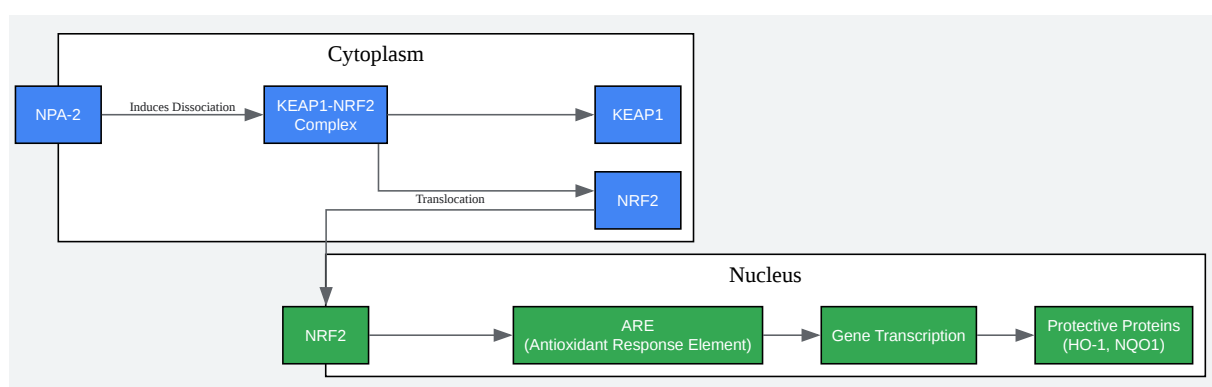 Cytoplasm
NPA-2
Induces Dissociation
KEAP1-NRF2
Complex
KEAP1
NRF2
Translocation
Nucleus
NRF2
ARE
(Antioxidant Response Element)
Gene Transcription
Protective Proteins
(HO-1, NQO1)